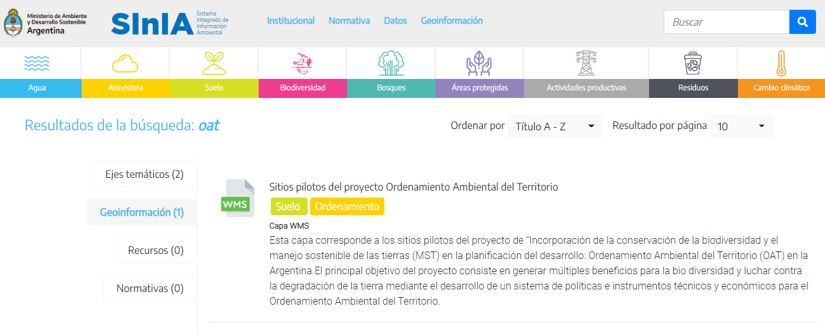 Ministerio de Ambiente
y Desarrollo Sostenible
Argentina
SInIA
Sistema
Integrado de
Información
Ambiental
Institucional
Normativa
Datos
Geoinformación
Buscar
Agua
Atmósfera
Suelo
Biodiversidad
Bosques
Áreas protegidas
Actividades productivas
Residuos
Cambio climático
Resultados de la búsqueda: oat
Ordenar por
Título A - Z
Resultado por página
10
Ejes temáticos (2)
Geoinformación (1)
Recursos (0)
Normativas (0)
WMS
Sitios pilotos del proyecto Ordenamiento Ambiental del Territorio
Suelo
Ordenamiento
Capa WMS
Esta capa corresponde a los sitios pilotos del proyecto de “Incorporación de la conservación de la biodiversidad y el
manejo sostenible de las tierras (MST) en la planificación del desarrollo: Ordenamiento Ambiental del Territorio (OAT) en la
Argentina.El principal objetivo del proyecto consiste en generar múltiples beneficios para la bio diversidad y luchar contra
la degradación de la tierra mediante el desarrollo de un sistema de políticas e instrumentos técnicos y económicos para el
Ordenamiento Ambiental del Territorio.